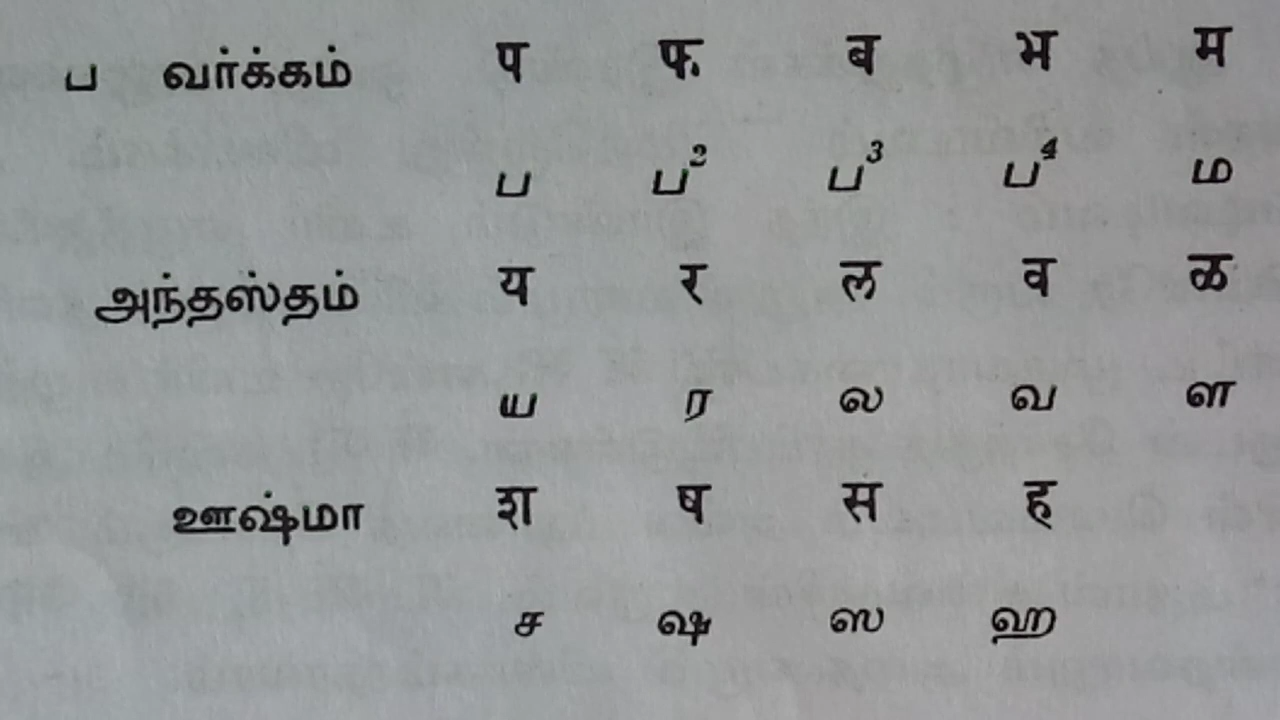 ப வர்க்கம் प फ ब भ म
ப ப² ப³ ப⁴ ம
அந்தஸ்தம் य र ल व ळ
ய ர ல வ ள
ஊஷ்மா श ष स ह
ச ஷ ஸ ஹ